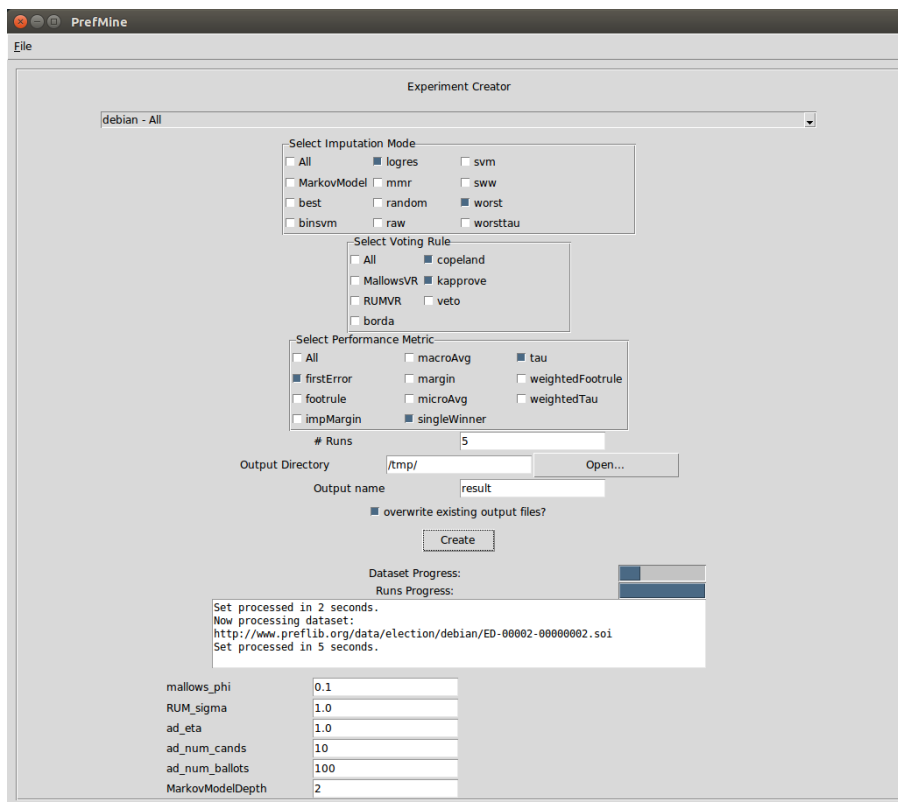 PrefMine
File
Experiment Creator
debian - All
Select Imputation Mode
All logres svm
MarkovModel mmr sww
best random worst
binsvm raw worsttau
Select Voting Rule
All copeland
MallowsVR kapprove
RUMVR veto
borda
Select Performance Metric
All macroAvg tau
firstError margin weightedFootrule
footrule microAvg weightedTau
impMargin singleWinner
# Runs 5
Output Directory /tmp/ Open...
Output name result
overwrite existing output files?
Create
Dataset Progress:
Runs Progress:
Set processed in 2 seconds.
Now processing dataset:
http://www.preflib.org/data/election/debian/ED-00002-00000002.soi
Set processed in 5 seconds.
mallows_phi 0.1
RUM_sigma 1.0
ad_eta 1.0
ad_num_cands 10
ad_num_ballots 100
MarkovModelDepth 2